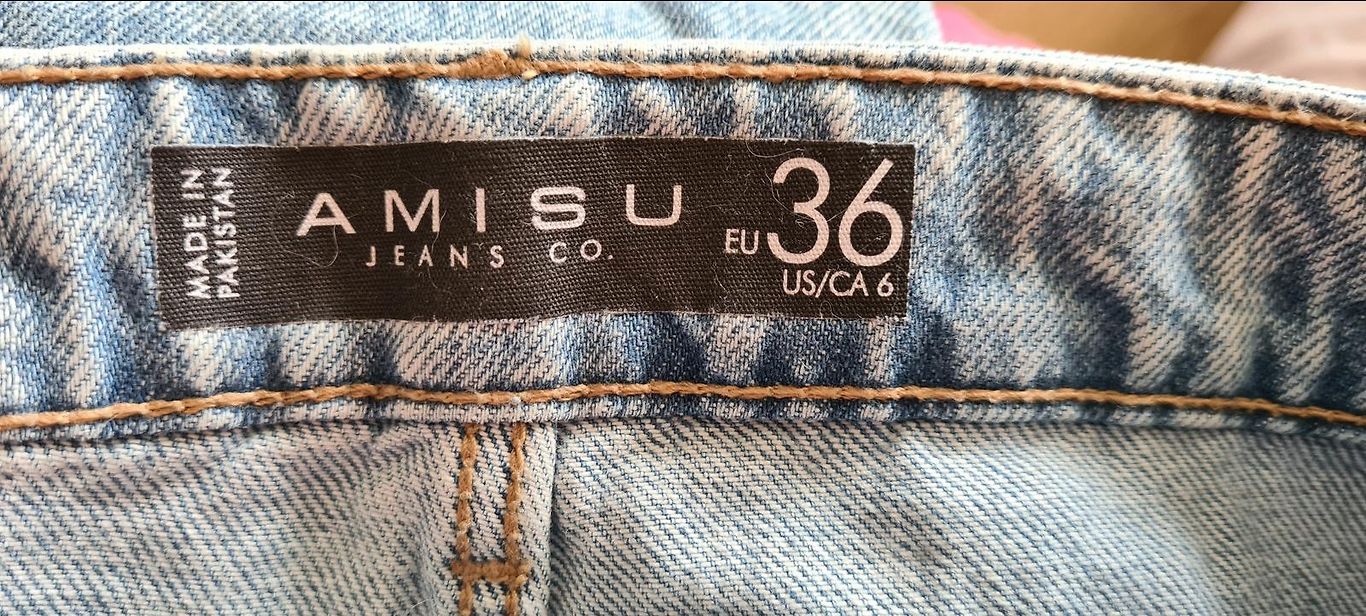 MADE IN
PAKISTAN
AMISU
JEANS CO.
EU 36
US/CA 6